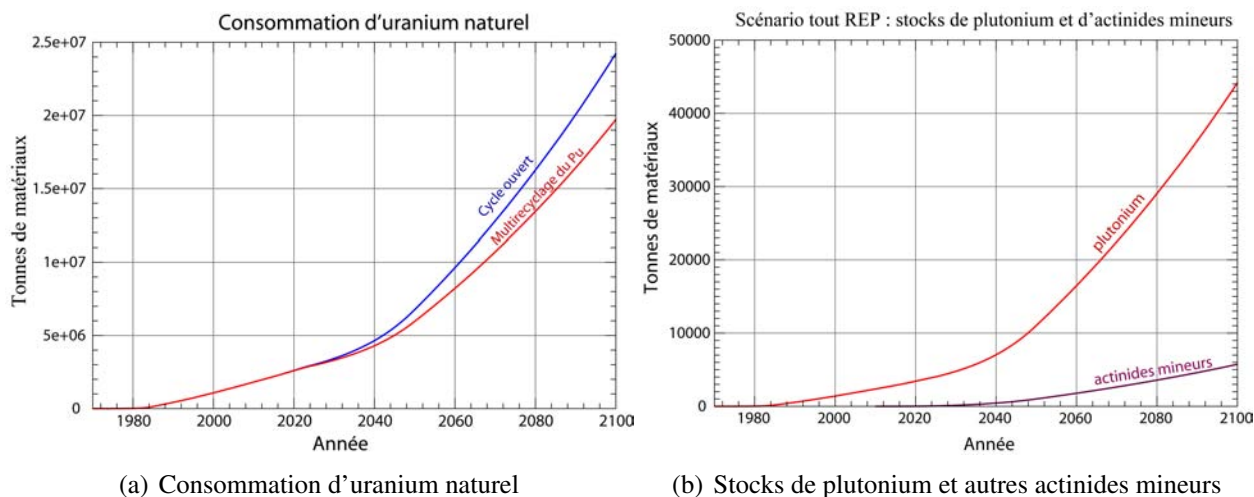 Consommation d'uranium naturel
2.5e+07
2e+07
1.5e+07
1e+07
5e+06
0
Tonnes de matériaux
Cycle ouvert
Multirecyclage du Pu
1980 2000 2020 2040 2060 2080 2100
Année
(a) Consommation d'uranium naturel
Scénario tout REP : stocks de plutonium et d'actinides mineurs
50000
40000
30000
20000
10000
0
Tonnes de matériaux
plutonium
actinides mineurs
1980 2000 2020 2040 2060 2080 2100
Année
(b) Stocks de plutonium et autres actinides mineurs